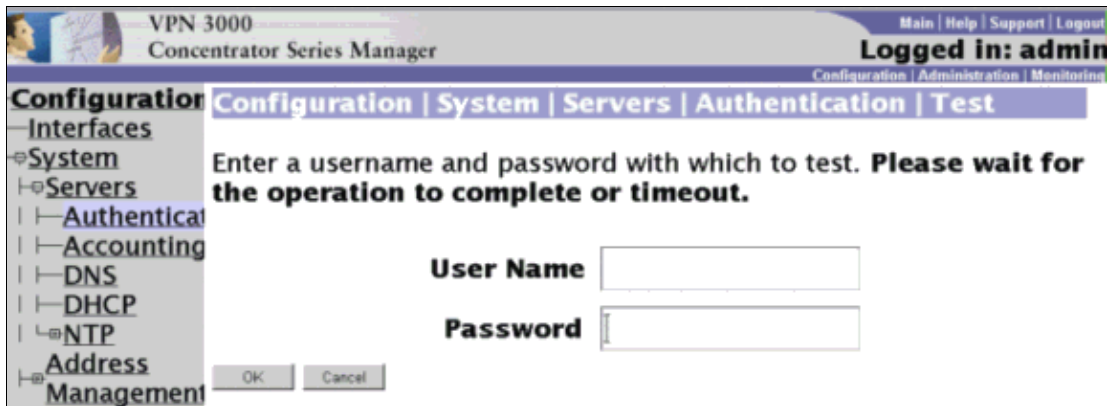 VPN 3000
Concentrator Series Manager
Main | Help | Support | Logout
Logged in: admin
Configuration | Administration | Monitoring
Configuration
Interfaces
System
Servers
Authenticat
Accounting
DNS
DHCP
NTP
Address
Management
Configuration | System | Servers | Authentication | Test
Enter a username and password with which to test. Please wait for
the operation to complete or timeout.
User Name
Password
OK Cancel